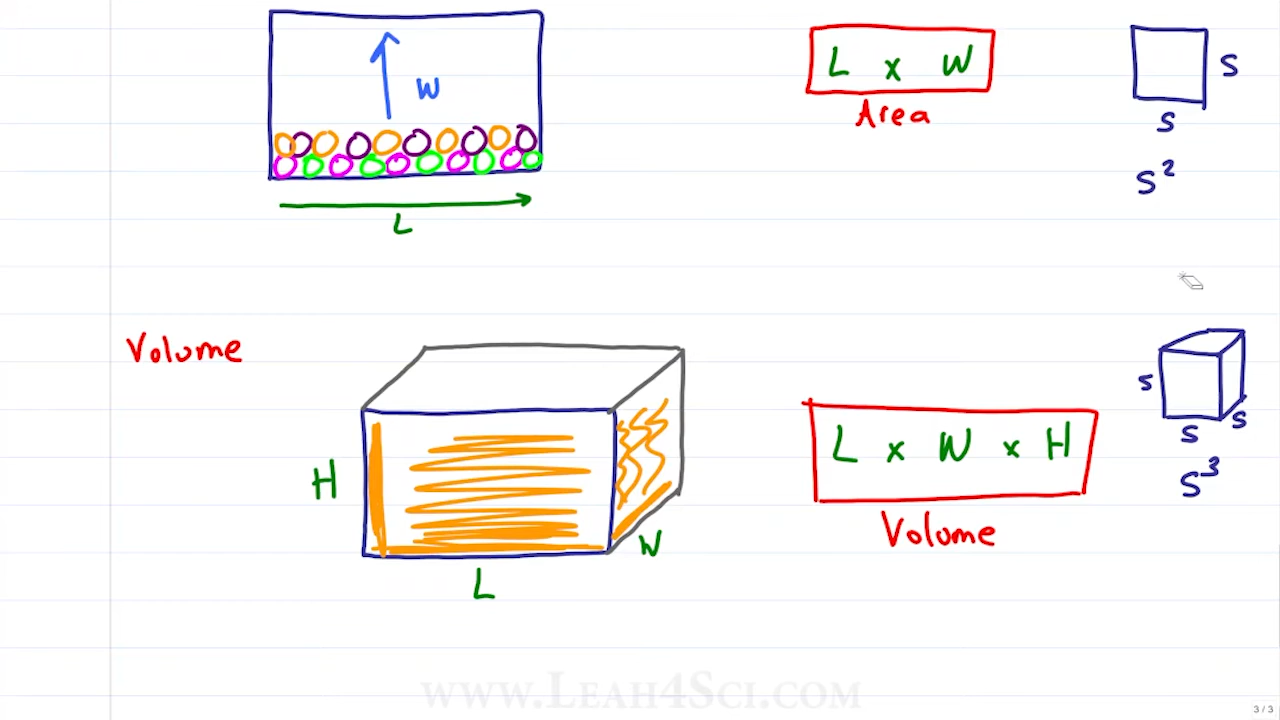 W
L
L x W
Area
S
S
S²
Volume
H
L
W
L x W x H
Volume
S
S
S
S³
www.Leah4Sci.com
3 / 3